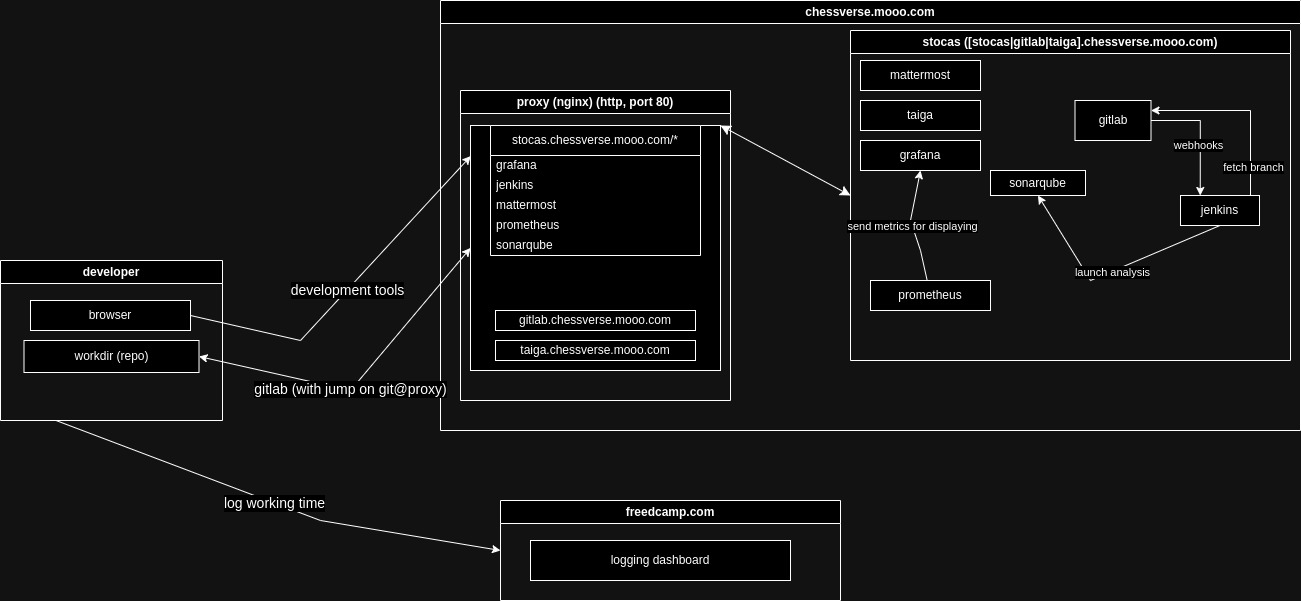 chessverse.mooo.com
stocas ([stocas|gitlab|taiga].chessverse.mooo.com)
mattermost
taiga
grafana
gitlab
webhooks
fetch branch
sonarqube
jenkins
send metrics for displaying
launch analysis
prometheus
proxy (nginx) (http, port 80)
stocas.chessverse.mooo.com/*
grafana
jenkins
mattermost
prometheus
sonarqube
gitlab.chessverse.mooo.com
taiga.chessverse.mooo.com
developer
browser
workdir (repo)
development tools
gitlab (with jump on git@proxy)
log working time
freedcamp.com
logging dashboard